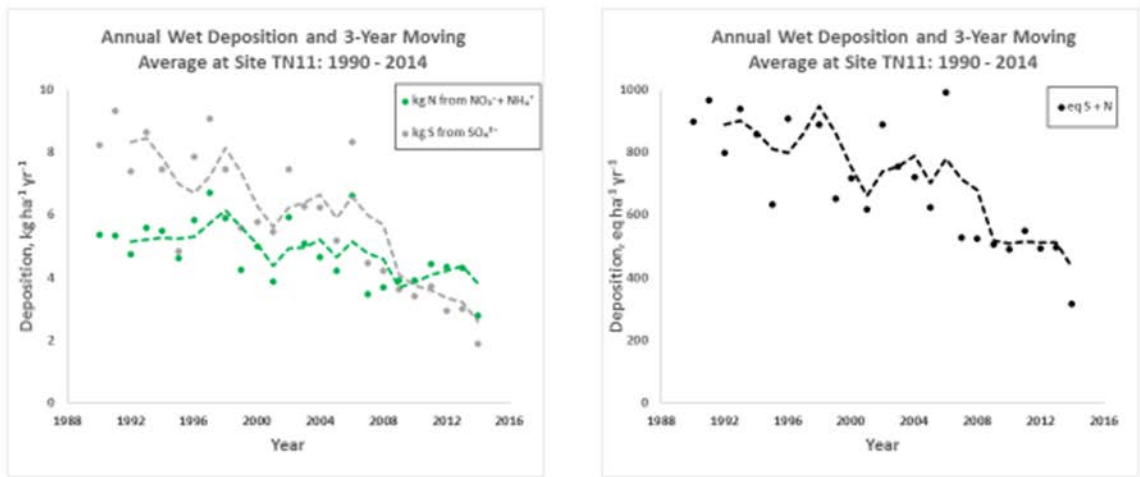 Annual Wet Deposition and 3-Year Moving
Average at Site TN11: 1990 - 2014
kg N from NO₃⁻+ NH₄⁺
kg S from SO₄²⁻
Deposition, kg ha⁻¹ yr⁻¹
10
8
6
4
2
0
1988 1992 1996 2000 2004 2008 2012 2016
Year
Annual Wet Deposition and 3-Year Moving
Average at Site TN11: 1990 - 2014
eq S + N
Deposition, eq ha⁻¹ yr⁻¹
1000
800
600
400
200
0
1988 1992 1996 2000 2004 2008 2012 2016
Year